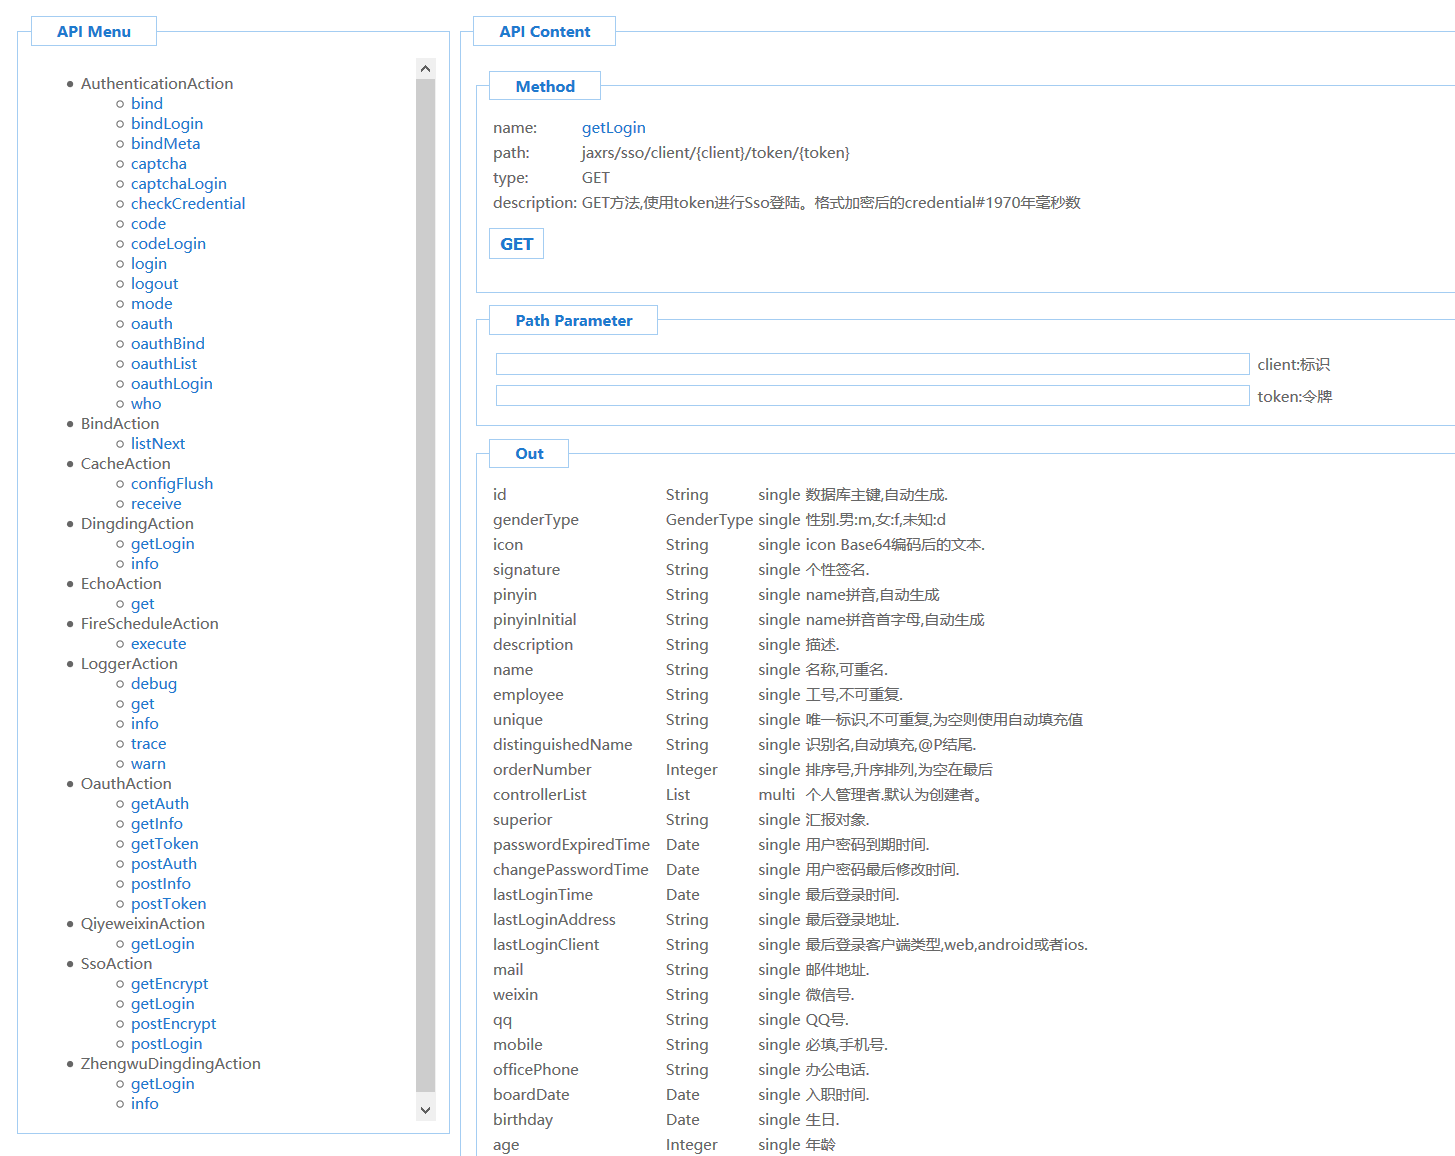 API Menu
AuthenticationAction
bind
bindLogin
bindMeta
captcha
captchaLogin
checkCredential
code
codeLogin
login
logout
mode
oauth
oauthBind
oauthList
oauthLogin
who
BindAction
listNext
CacheAction
configFlush
receive
DingdingAction
getLogin
info
EchoAction
get
FireScheduleAction
execute
LoggerAction
debug
get
info
trace
warn
OauthAction
getAuth
getInfo
getToken
postAuth
postInfo
postToken
QiyeweixinAction
getLogin
SsoAction
getEncrypt
getLogin
postEncrypt
postLogin
ZhengwuDingdingAction
getLogin
info
API Content
Method
name: getLogin
path: jaxrs/sso/client/{client}/token/{token}
type: GET
description: GET方法,使用token进行Sso登陆。格式加密后的credential#1970年毫秒数
GET
Path Parameter
client:标识
token:令牌
Out
id String single 数据库主键,自动生成.
genderType GenderType single 性别.男:m,女:f,未知:d
icon String single icon Base64编码后的文本.
signature String single 个性签名.
pinyin String single name拼音,自动生成
pinyinInitial String single name拼音首字母,自动生成
description String single 描述.
name String single 名称,可重名.
employee String single 工号,不可重复.
unique String single 唯一标识,不可重复,为空则使用自动填充值
distinguishedName String single 识别名,自动填充,@P结尾.
orderNumber Integer single 排序号,升序排列,为空在最后
controllerList List multi 个人管理者.默认为创建者。
superior String single 汇报对象.
passwordExpiredTime Date single 用户密码到期时间.
changePasswordTime Date single 用户密码最后修改时间.
lastLoginTime Date single 最后登录时间.
lastLoginAddress String single 最后登录地址.
lastLoginClient String single 最后登录客户端类型,web,android或者ios.
mail String single 邮件地址.
weixin String single 微信号.
qq String single QQ号.
mobile String single 必填,手机号.
officePhone String single 办公电话.
boardDate Date single 入职时间.
birthday Date single 生日.
age Integer single 年龄